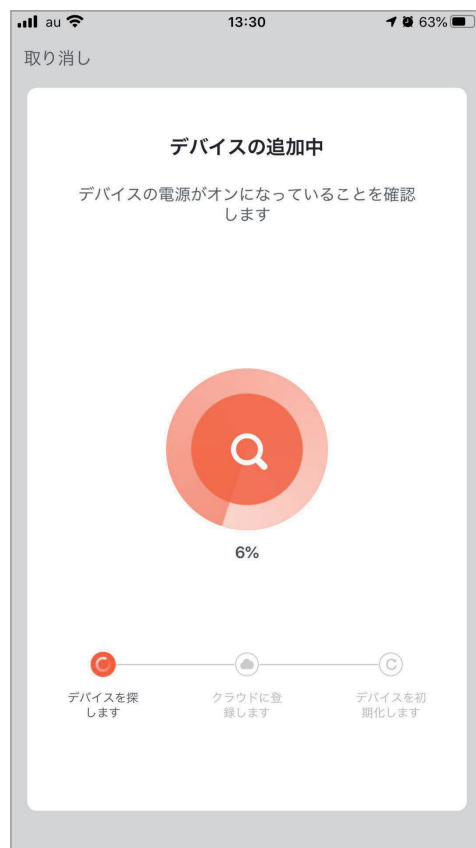 au 13:30 63%
取り消し
デバイスの追加中
デバイスの電源がオンになっていることを確認
します
6%
デバイスを探
します
クラウドに登
録します
デバイスを初
期化します